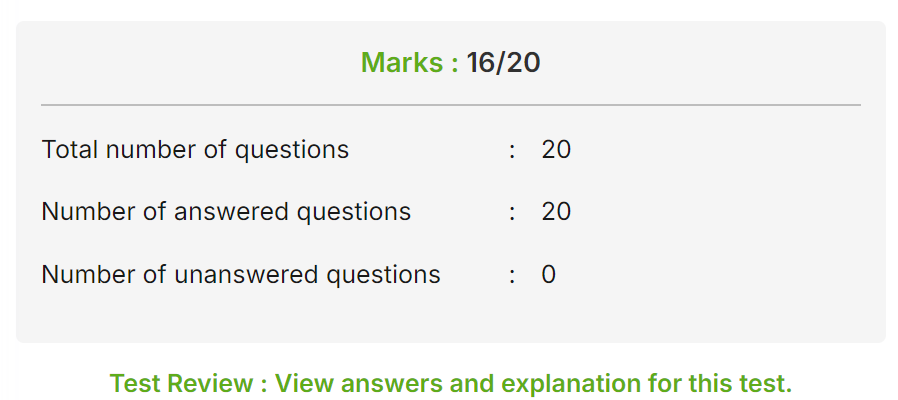 Marks : 16/20
Total number of questions : 20
Number of answered questions : 20
Number of unanswered questions : 0
Test Review : View answers and explanation for this test.